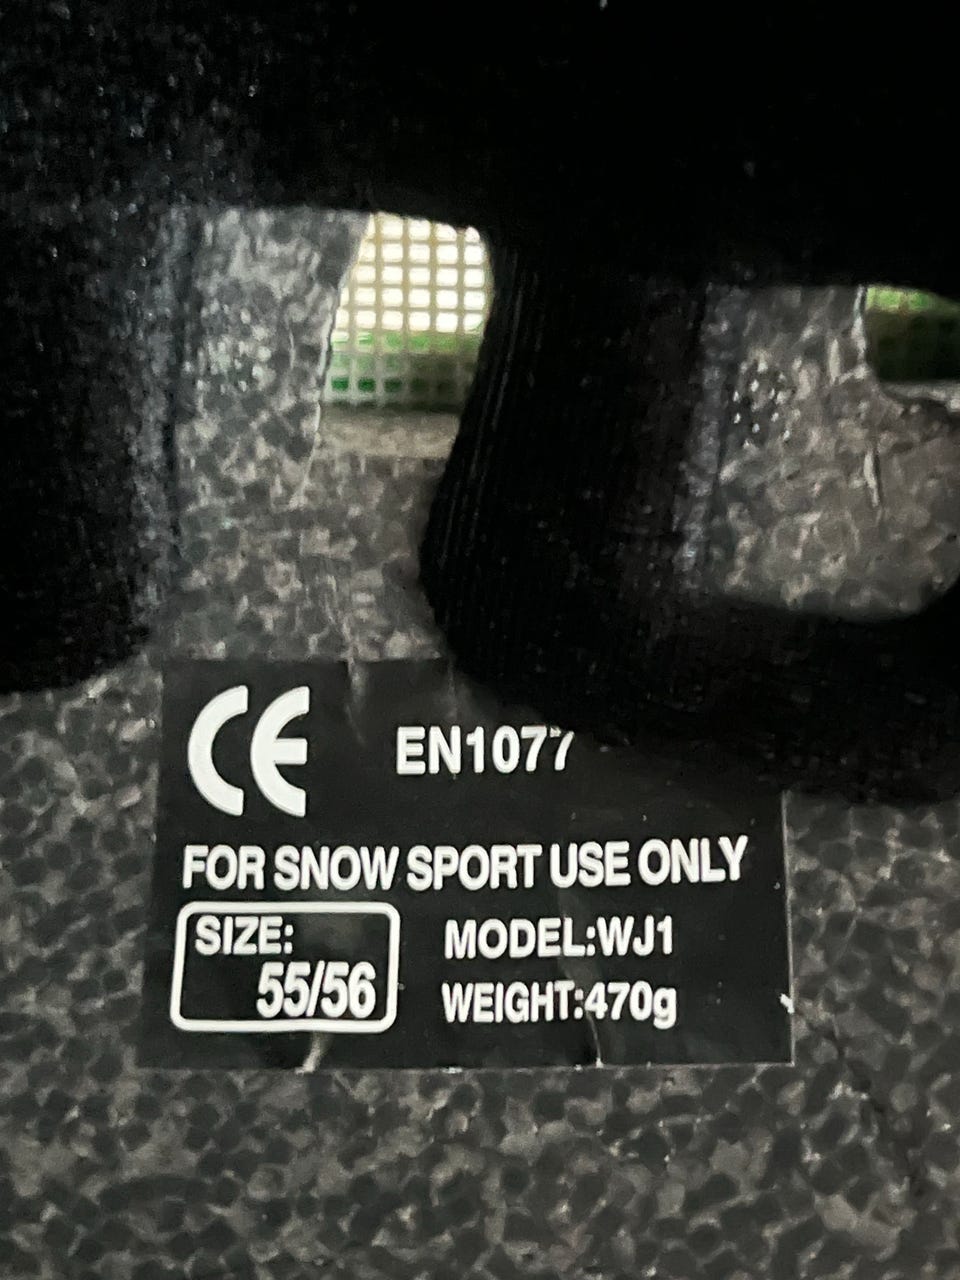 CE EN1077
FOR SNOW SPORT USE ONLY
SIZE: MODEL:WJ1
55/56 WEIGHT:470g